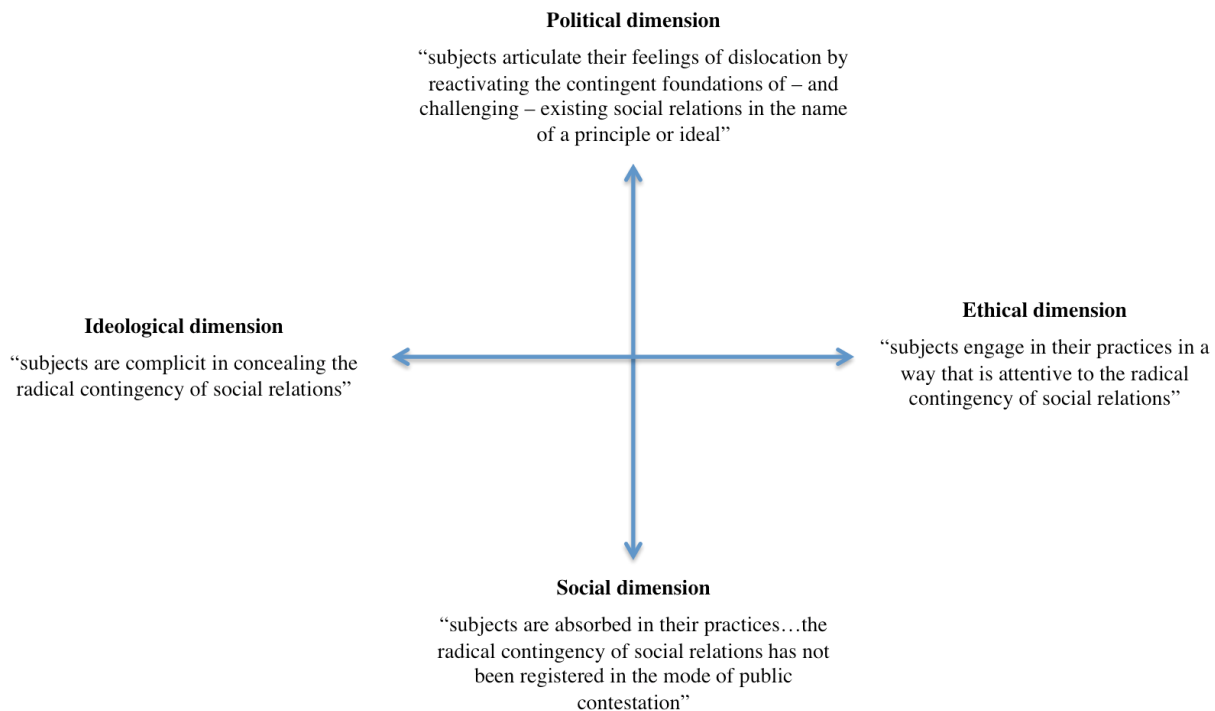 Political dimension
“subjects articulate their feelings of dislocation by
reactivating the contingent foundations of – and
challenging – existing social relations in the name
of a principle or ideal”
Ideological dimension
“subjects are complicit in concealing the
radical contingency of social relations”
Ethical dimension
“subjects engage in their practices in a
way that is attentive to the radical
contingency of social relations”
Social dimension
“subjects are absorbed in their practices…the
radical contingency of social relations has not
been registered in the mode of public
contestation”